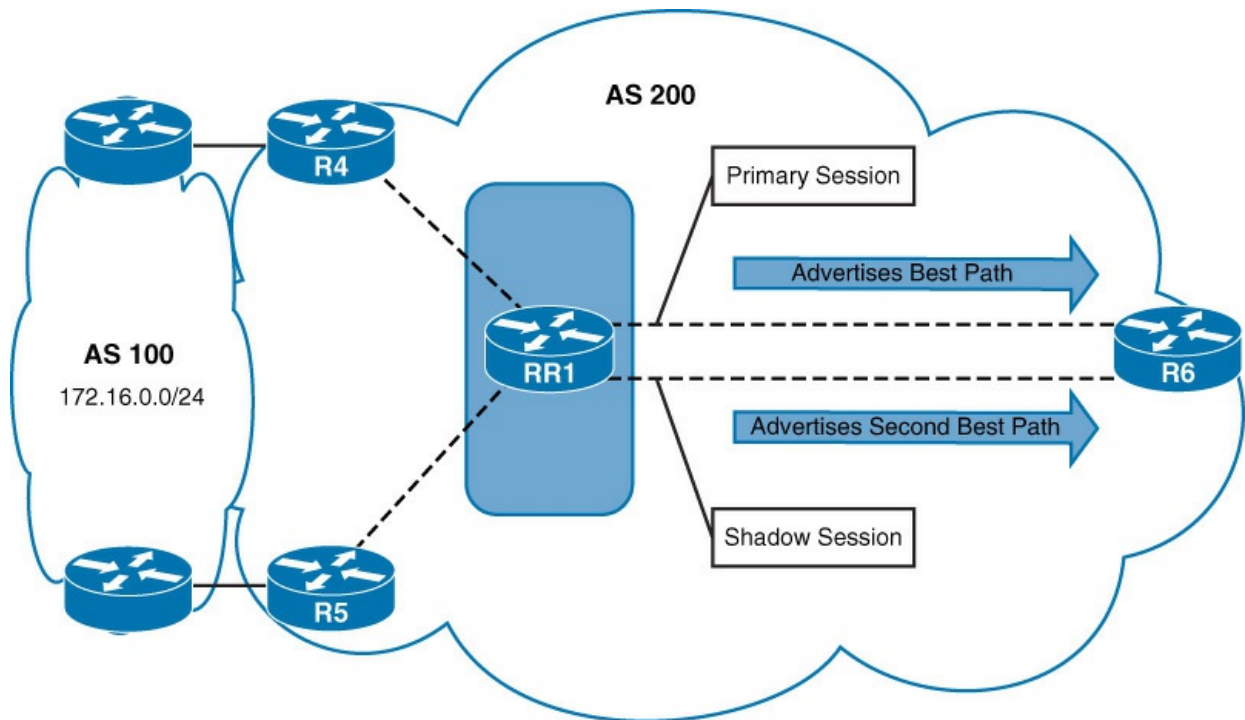 AS 200
R4
Primary Session
Advertises Best Path
AS 100
172.16.0.0/24
RR1
R6
Advertises Second Best Path
Shadow Session
R5